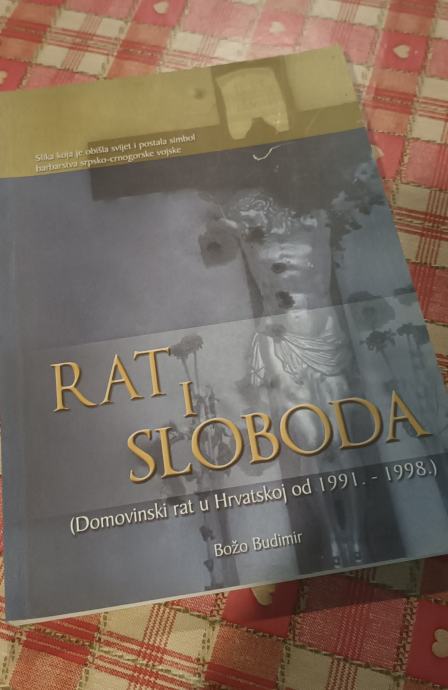 Slika koja je obišla svijet i postala simbol
barbarstva srpsko-crnogorske vojske
RAT
I
SLOBODA
(Domovinski rat u Hrvatskoj od 1991. - 1998.)
Božo Budimir